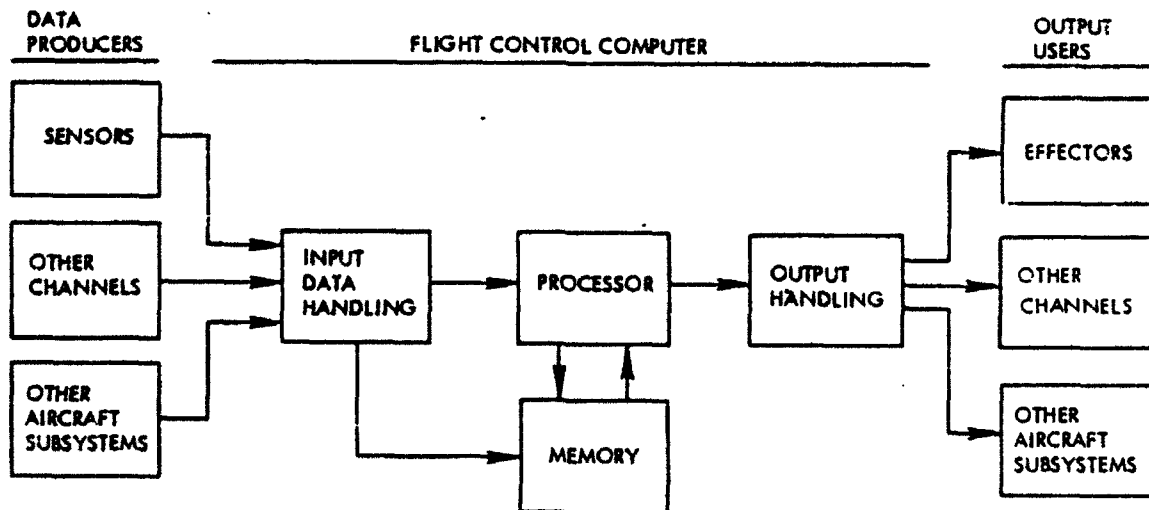 DATA
PRODUCERS
FLIGHT CONTROL COMPUTER
OUTPUT
USERS
SENSORS
OTHER
CHANNELS
OTHER
AIRCRAFT
SUBSYSTEMS
INPUT
DATA
HANDLING
PROCESSOR
MEMORY
OUTPUT
HANDLING
EFFECTORS
OTHER
CHANNELS
OTHER
AIRCRAFT
SUBSYSTEMS